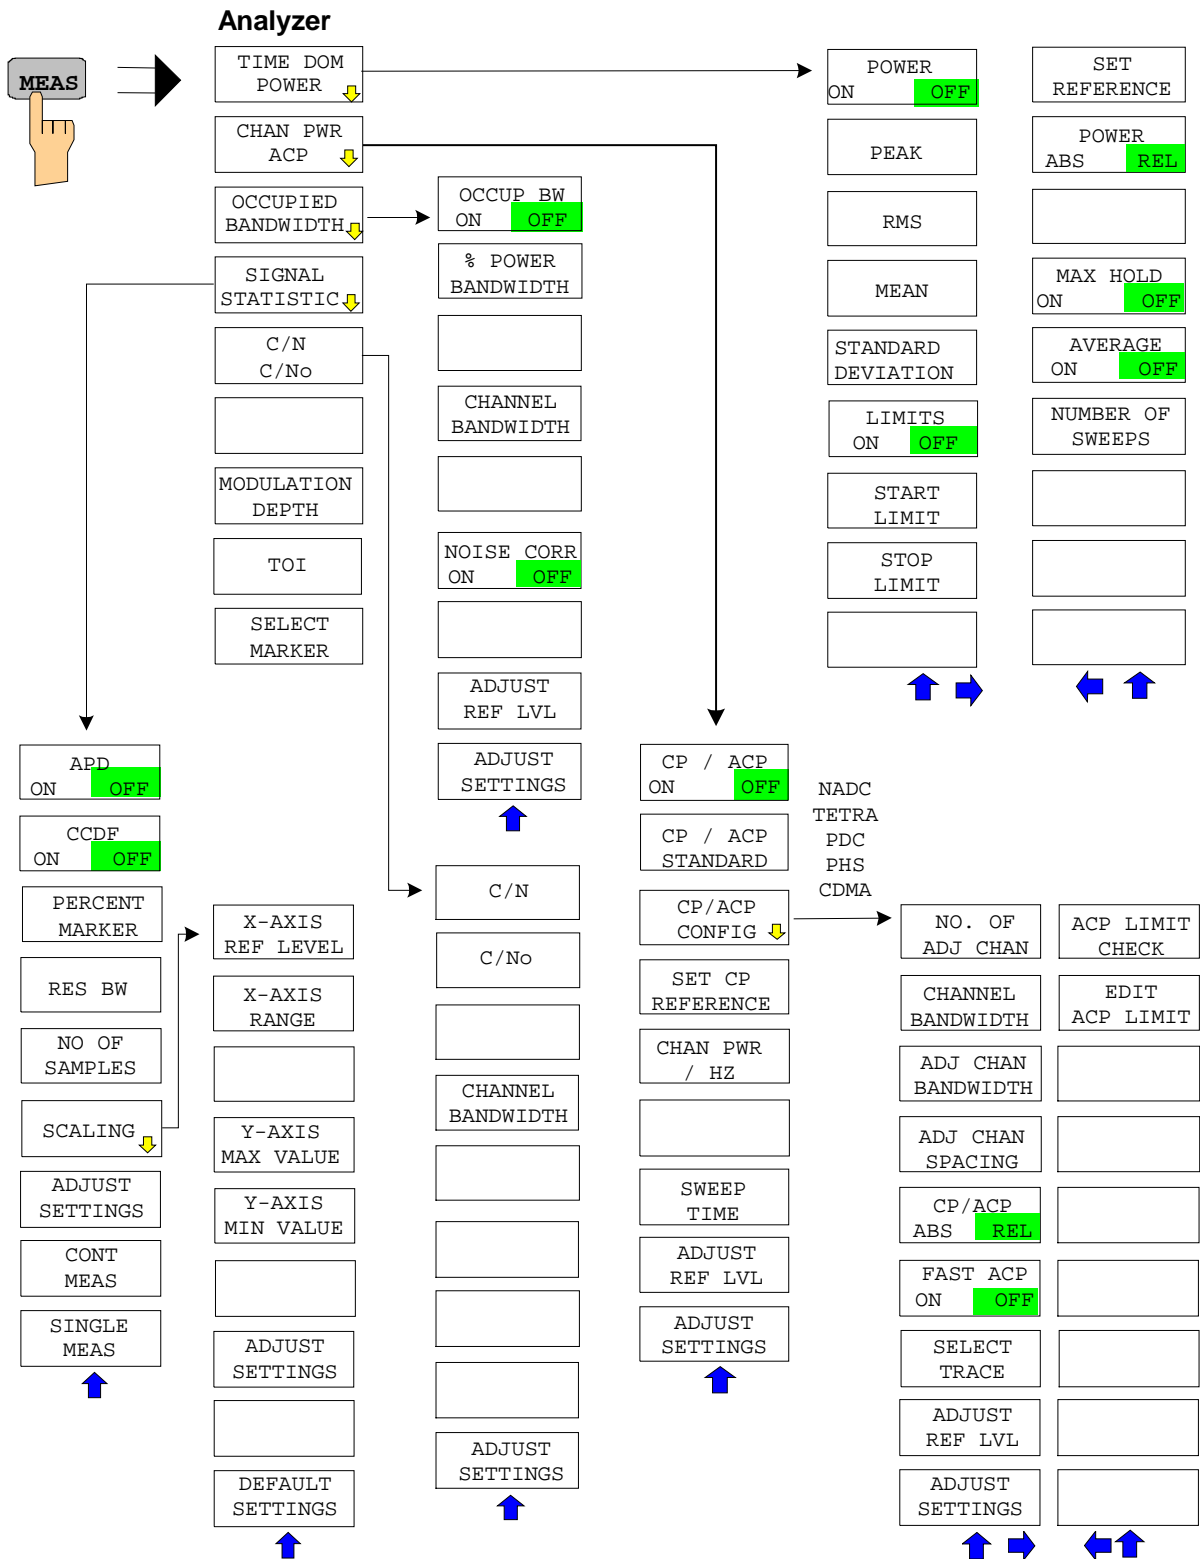 Analyzer
MEAS
TIME DOM
POWER
CHAN PWR
ACP
OCCUPIED
BANDWIDTH
SIGNAL
STATISTIC
C/N
C/No
MODULATION
DEPTH
TOI
SELECT
MARKER
OCCUP BW
ON OFF
% POWER
BANDWIDTH
CHANNEL
BANDWIDTH
NOISE CORR
ON OFF
ADJUST
REF LVL
ADJUST
SETTINGS
POWER
ON OFF
PEAK
RMS
MEAN
STANDARD
DEVIATION
LIMITS
ON OFF
START
LIMIT
STOP
LIMIT
SET
REFERENCE
POWER
ABS REL
MAX HOLD
ON OFF
AVERAGE
ON OFF
NUMBER OF
SWEEPS
APD
ON OFF
CCDF
ON OFF
PERCENT
MARKER
RES BW
NO OF
SAMPLES
SCALING
ADJUST
SETTINGS
CONT
MEAS
SINGLE
MEAS
X-AXIS
REF LEVEL
X-AXIS
RANGE
Y-AXIS
MAX VALUE
Y-AXIS
MIN VALUE
ADJUST
SETTINGS
DEFAULT
SETTINGS
C/N
C/No
CHANNEL
BANDWIDTH
ADJUST
SETTINGS
CP / ACP
ON OFF
CP / ACP
STANDARD
CP/ACP
CONFIG
SET CP
REFERENCE
CHAN PWR
/ HZ
SWEEP
TIME
ADJUST
REF LVL
ADJUST
SETTINGS
NADC
TETRA
PDC
PHS
CDMA
NO. OF
ADJ CHAN
CHANNEL
BANDWIDTH
ADJ CHAN
BANDWIDTH
ADJ CHAN
SPACING
CP/ACP
ABS REL
FAST ACP
ON OFF
SELECT
TRACE
ADJUST
REF LVL
ADJUST
SETTINGS
ACP LIMIT
CHECK
EDIT
ACP LIMIT